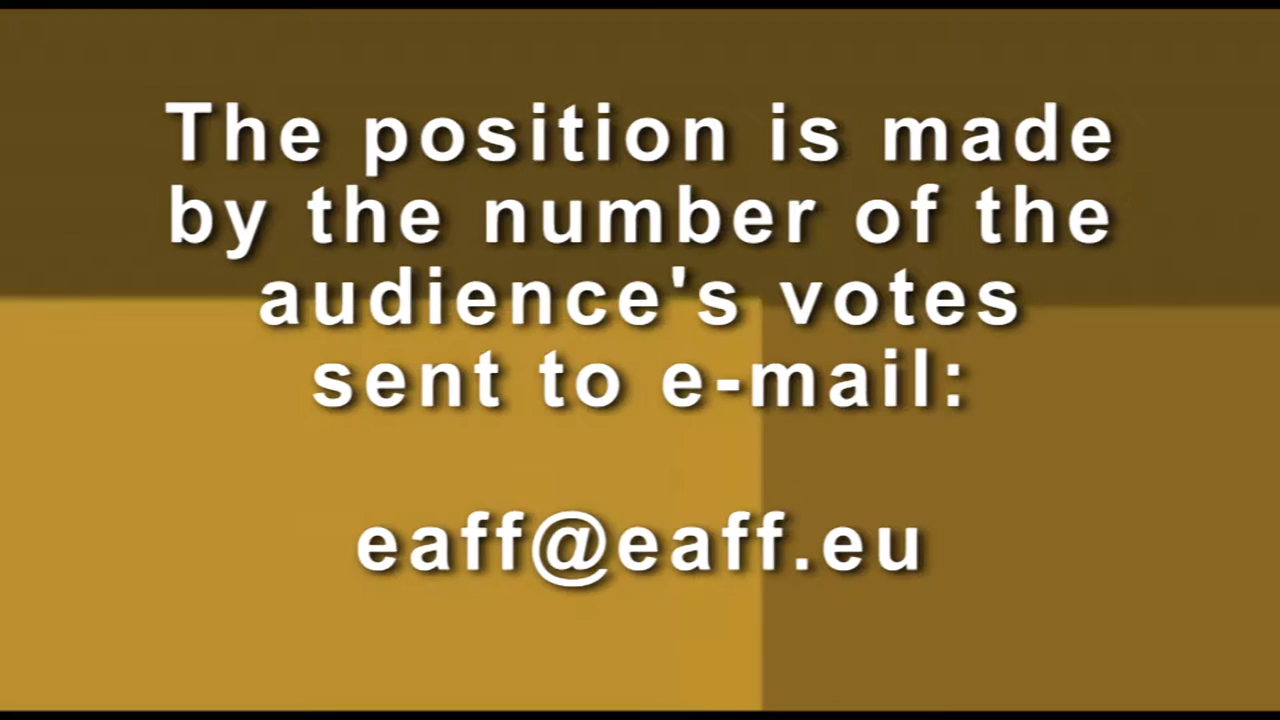 The position is made
by the number of the
audience's votes
sent to e-mail:
eaff@eaff.eu